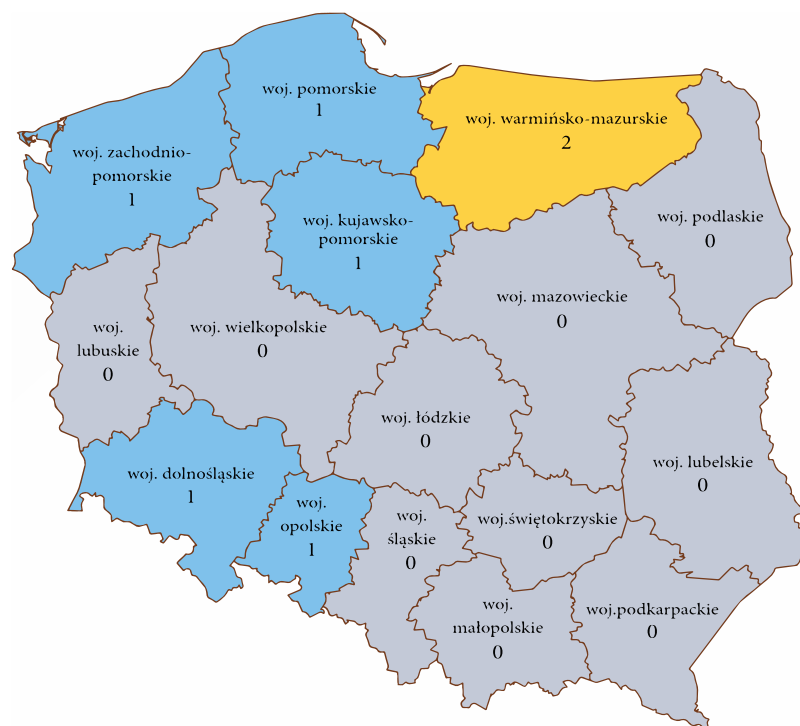 woj. pomorskie
1
woj. warmińsko-mazurskie
2
woj. zachodnio-
pomorskie
1
woj. kujawsko-
pomorskie
1
woj. podlaskie
0
woj. mazowieckie
0
woj.
lubuskie
0
woj. wielkopolskie
0
woj. łódzkie
0
woj. lubelskie
0
woj. dolnośląskie
1
woj.
opolskie
1
woj.
śląskie
0
woj.świętokrzyskie
0
woj.
małopolskie
0
woj.podkarpackie
0